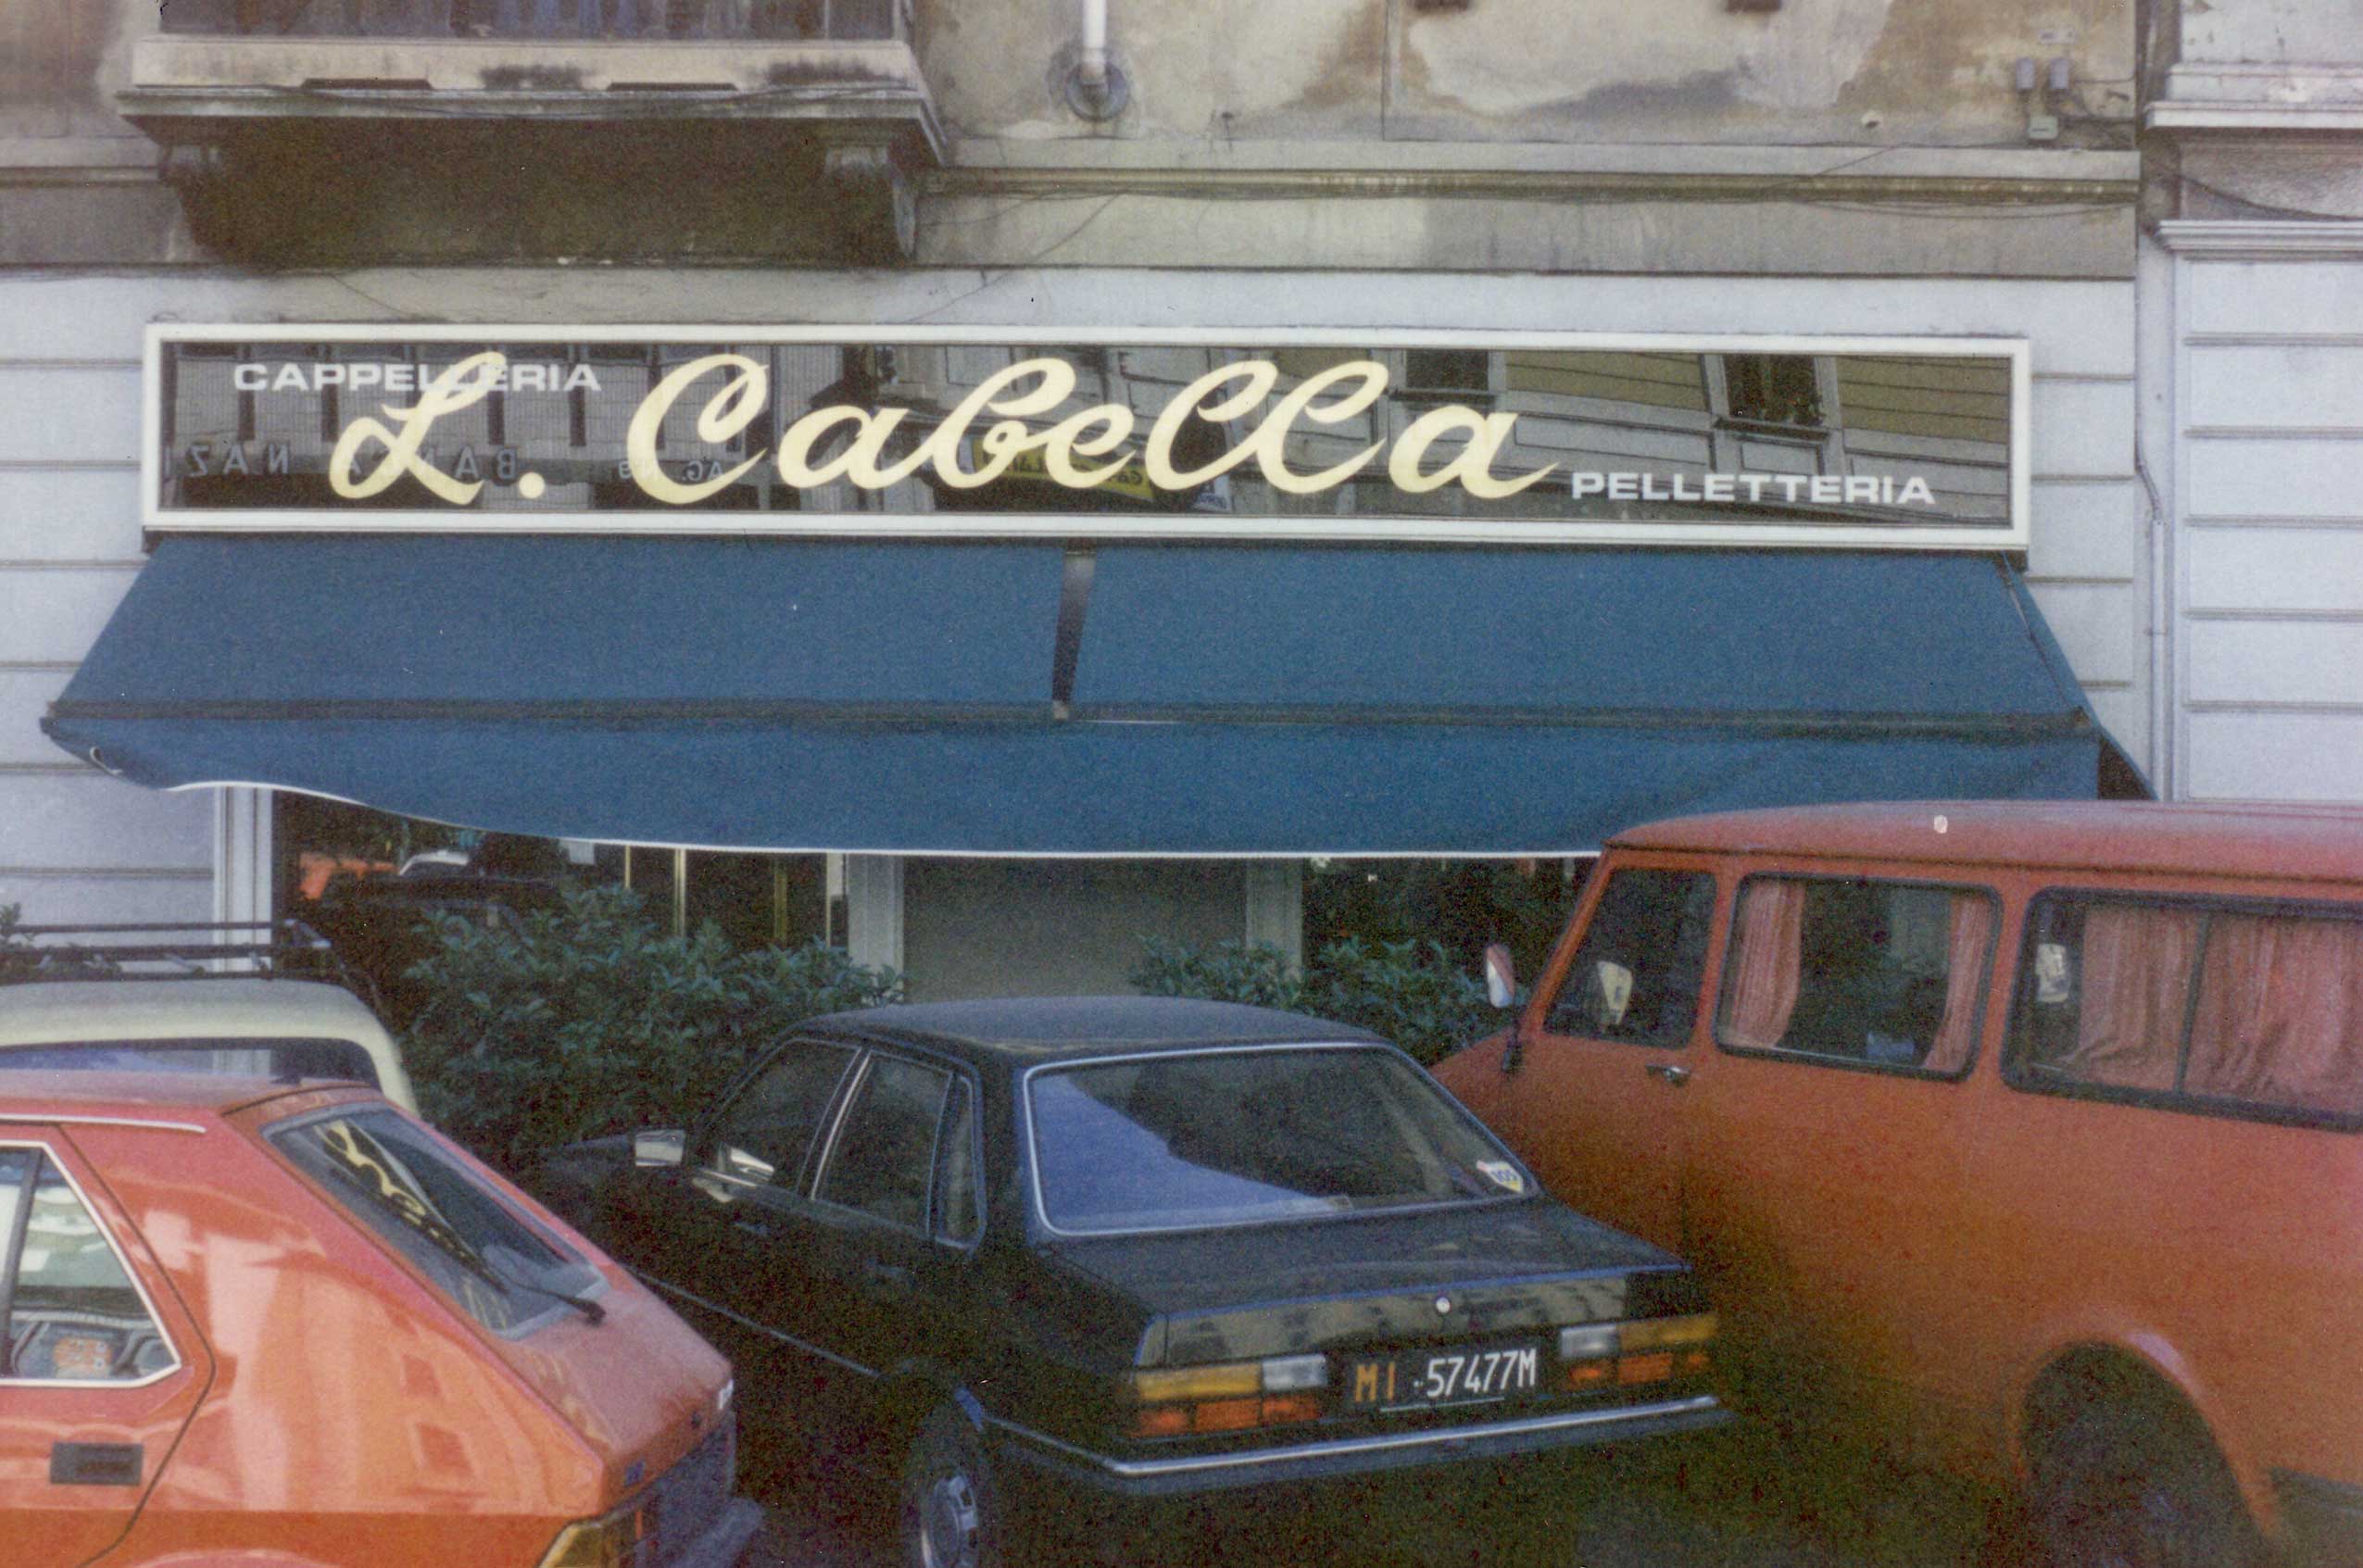 CAPPELLERIA
L. Cabella
PELLETTERIA
MI 57477M